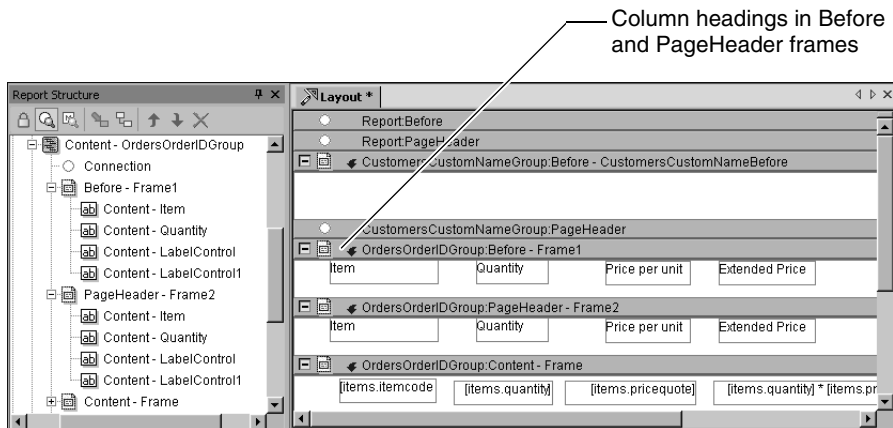 Column headings in Before
and PageHeader frames
Report Structure
Content - OrdersOrderIDGroup
Connection
Before - Frame1
Content - Item
Content - Quantity
Content - LabelControl
Content - LabelControl1
PageHeader - Frame2
Content - Item
Content - Quantity
Content - LabelControl
Content - LabelControl1
Content - Frame
Layout *
Report:Before
Report:PageHeader
CustomersCustomNameGroup:Before - CustomersCustomNameBefore
CustomersCustomNameGroup:PageHeader
OrdersOrderIDGroup:Before - Frame1
Item Quantity Price per unit Extended Price
OrdersOrderIDGroup:PageHeader - Frame2
Item Quantity Price per unit Extended Price
OrdersOrderIDGroup:Content - Frame
[items.itemcode [items.quantity] [items.pricequote] [items.quantity] * [items.pr